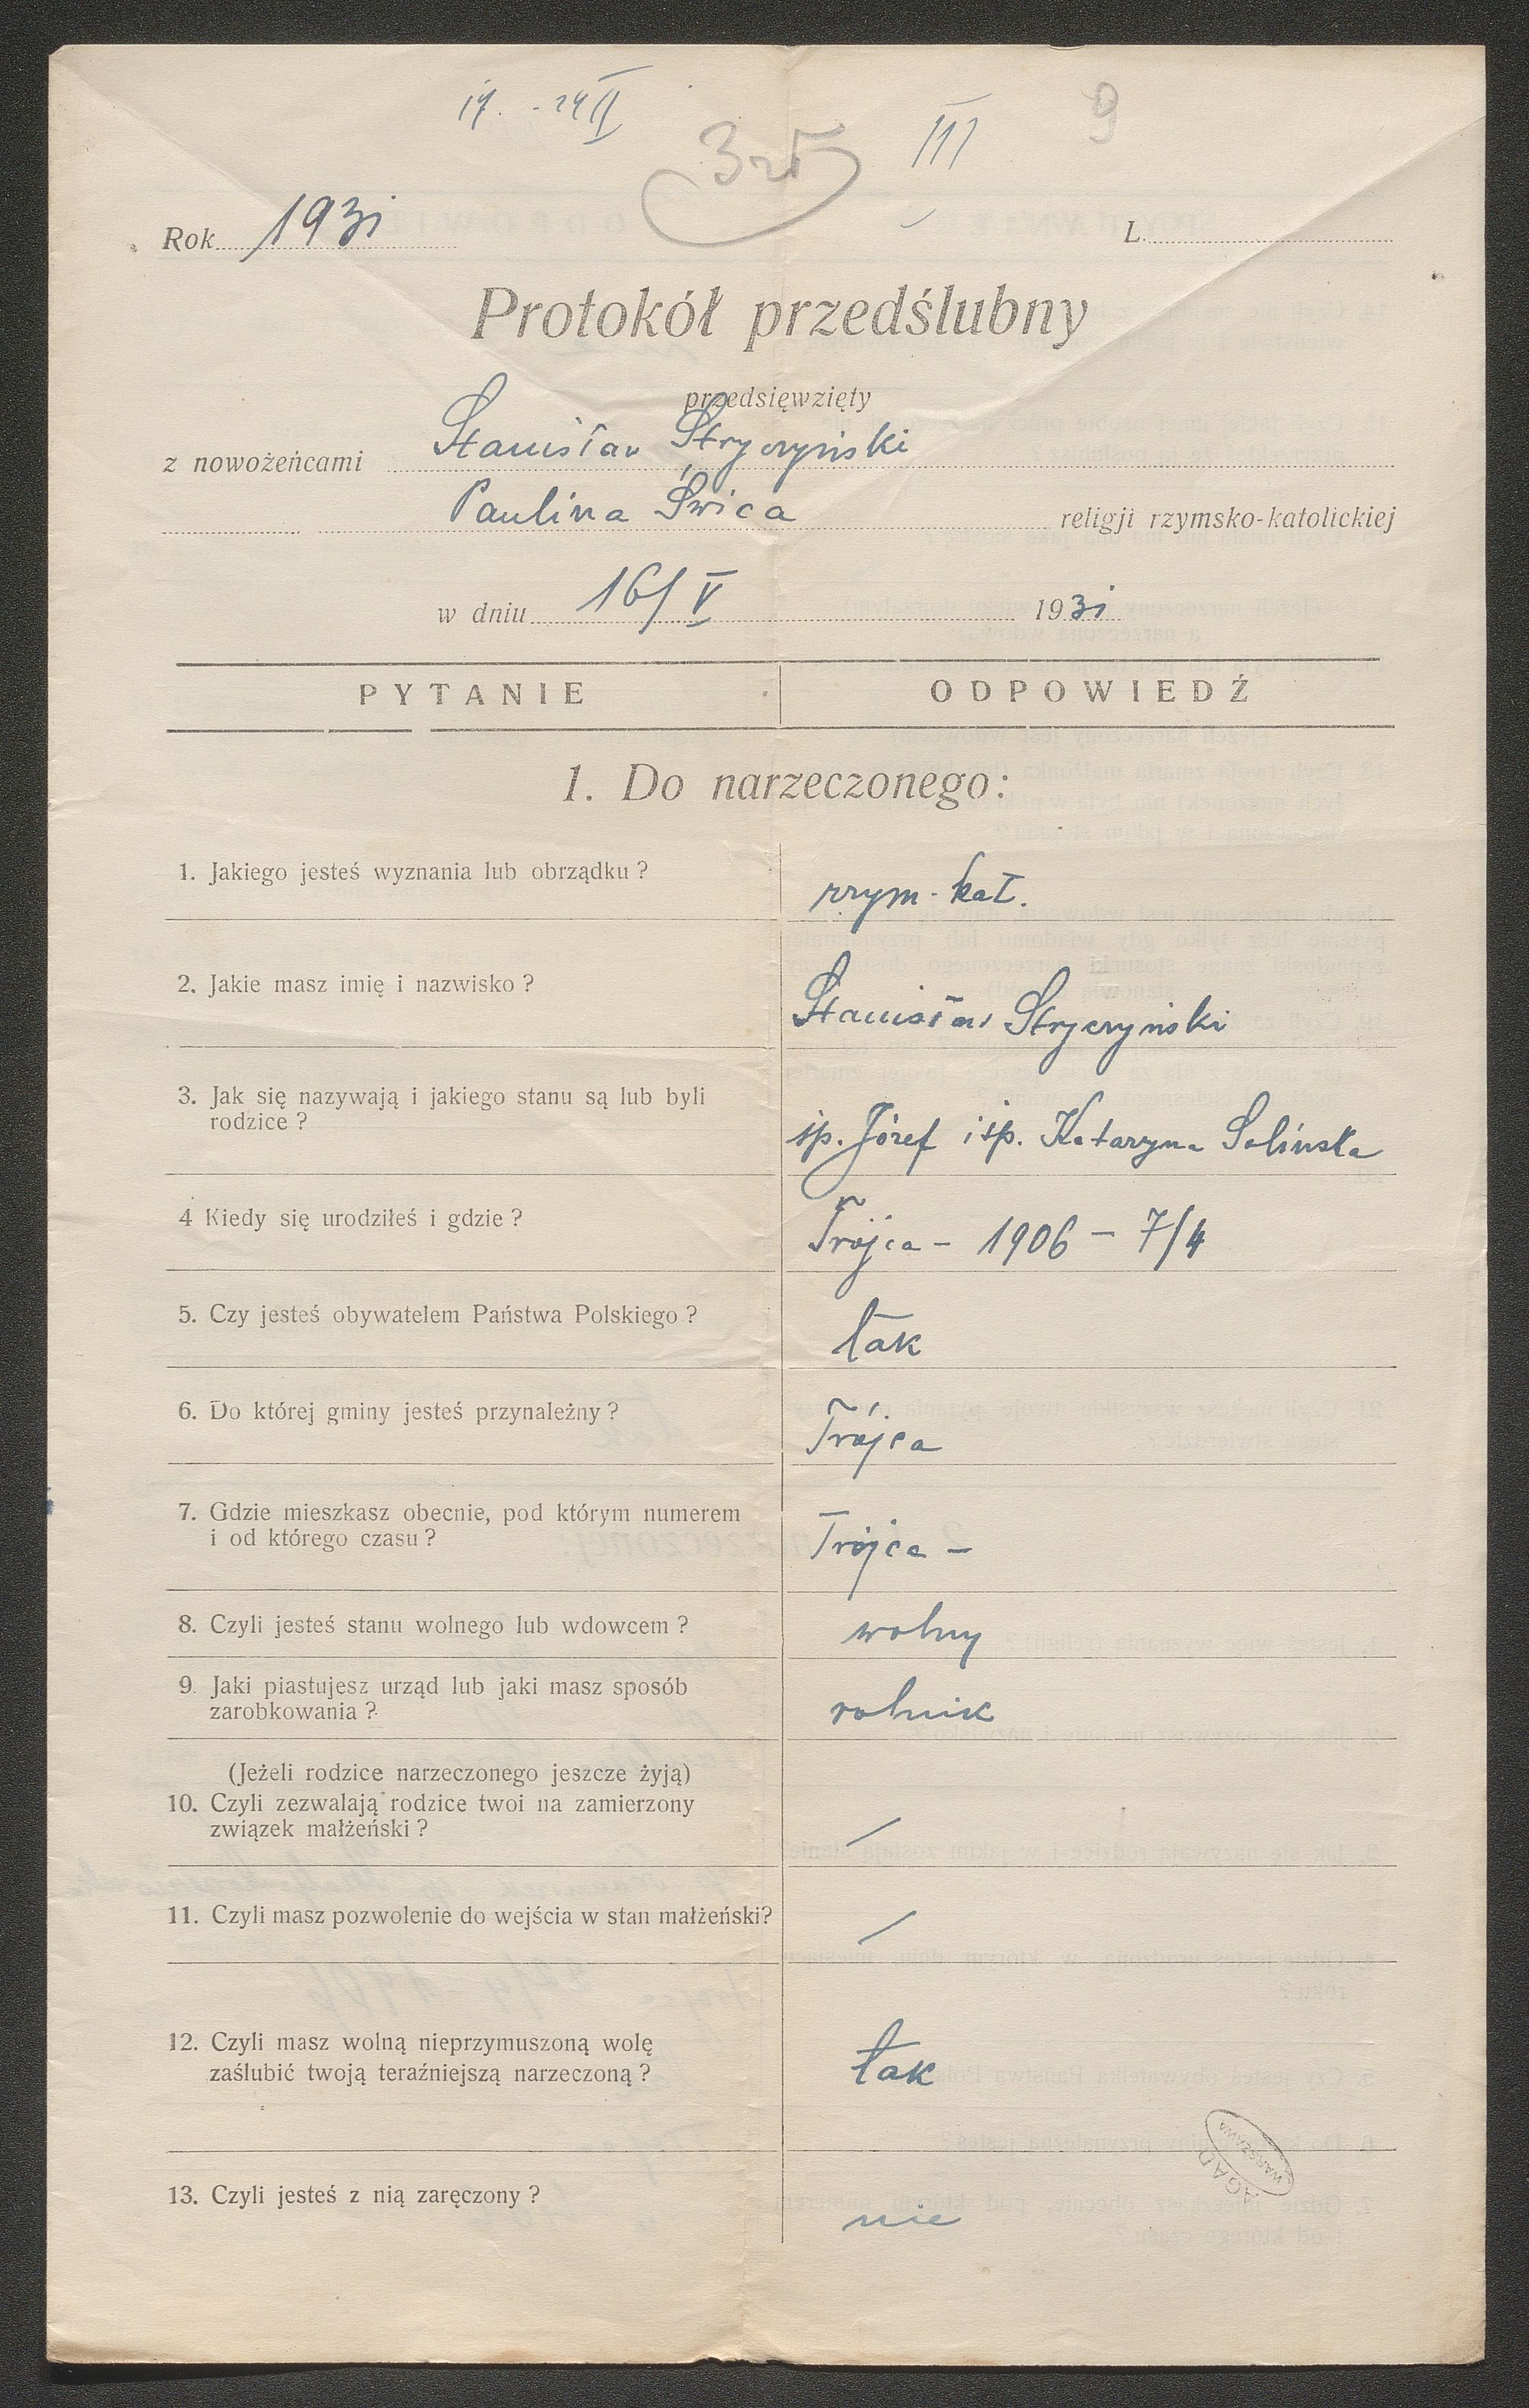 17. - 24 II
III
9
3 zł
Rok 1931 L.
Protokół przedślubny
przedsięwzięty
z nowożeńcami Stanisław Stryczyński
Paulina Świca religji rzymsko-katolickiej
w dniu 16/V 1931
PYTANIE ODPOWIEDŹ
1. Do narzeczonego:
1. Jakiego jesteś wyznania lub obrządku ?
rzym-kat.
2. Jakie masz imię i nazwisko ?
Stanisław Stryczyński
3. Jak się nazywają i jakiego stanu są lub byli
rodzice ?
śp. Józef i śp. Katarzyna Solińska
4 Kiedy się urodziłeś i gdzie ?
Trójca - 1906 - 7/4
5. Czy jesteś obywatelem Państwa Polskiego ?
tak
6. Do której gminy jesteś przynależny ?
Trójca
7. Gdzie mieszkasz obecnie, pod którym numerem
i od którego czasu ?
Trójca -
8. Czyli jesteś stanu wolnego lub wdowcem ?
wolny
9. Jaki piastujesz urząd lub jaki masz sposób
zarobkowania ?
rolnik
(Jeżeli rodzice narzeczonego jeszcze żyją)
10. Czyli zezwalają rodzice twoi na zamierzony
związek małżeński ?
/
11. Czyli masz pozwolenie do wejścia w stan małżeński?
/
12. Czyli masz wolną nieprzymuszoną wolę
zaślubić twoją teraźniejszą narzeczoną ?
tak
13. Czyli jesteś z nią zaręczony ?
nie
AGAD
WARSZAWA